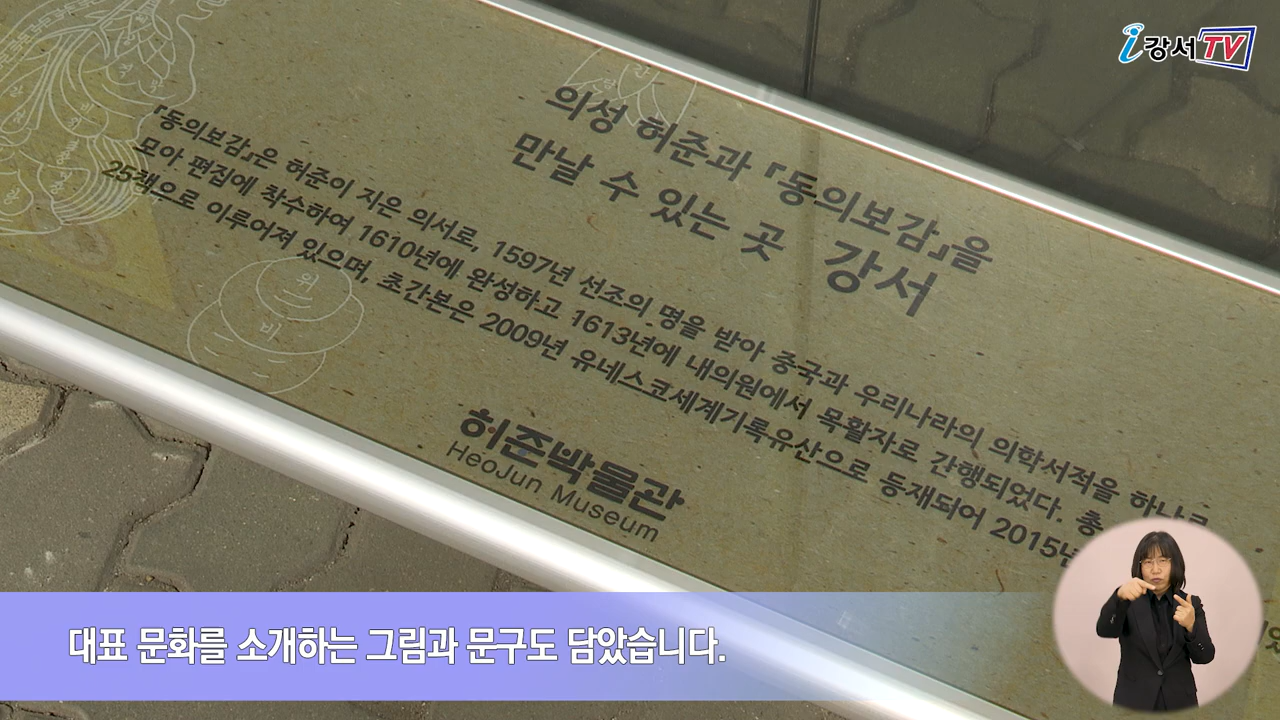 i강서TV
의성 허준과 『동의보감』을
만날 수 있는 곳 강서
『동의보감』은 허준이 지은 의서로, 1597년 선조의 명을 받아 중국과 우리나라의 의학서적을 하나로
모아 편집에 착수하여 1610년에 완성하고 1613년에 내의원에서 목활자로 간행되었다. 총
25책으로 이루어져 있으며, 초간본은 2009년 유네스코세계기록유산으로 등재되어 2015년
위
비
간
허준박물관
HeoJun Museum
대표 문화를 소개하는 그림과 문구도 담았습니다.